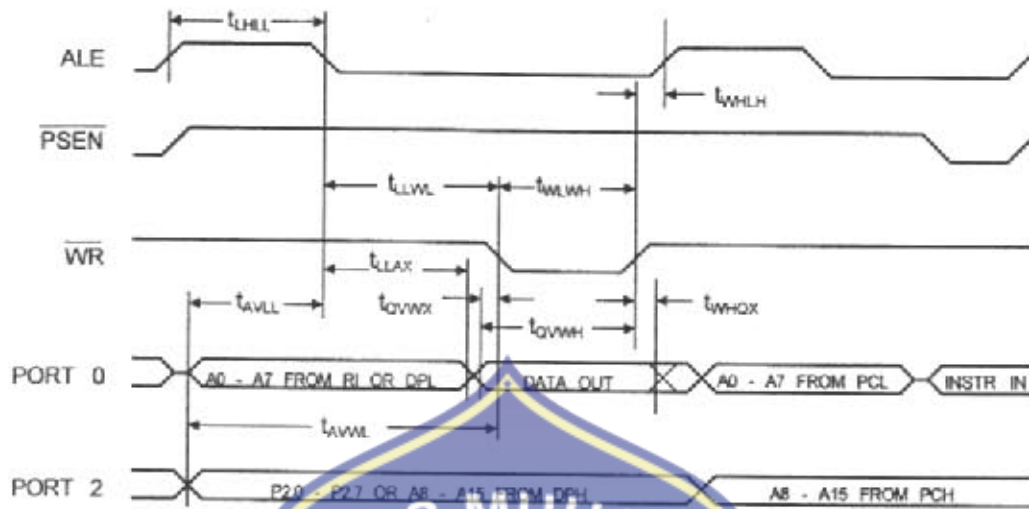 tLHLL
ALE
tWHLH
PSEN
tLLWL
tWLWH
WR
tLLAX
tAVLL
tQVWX
tWHQX
tQVWH
PORT 0
A0 - A7 FROM RI OR DPL
DATA OUT
A0 - A7 FROM PCL
INSTR IN
tAVWL
PORT 2
P2.0 - P2.7 OR A8 - A15 FROM DPH
A8 - A15 FROM PCH